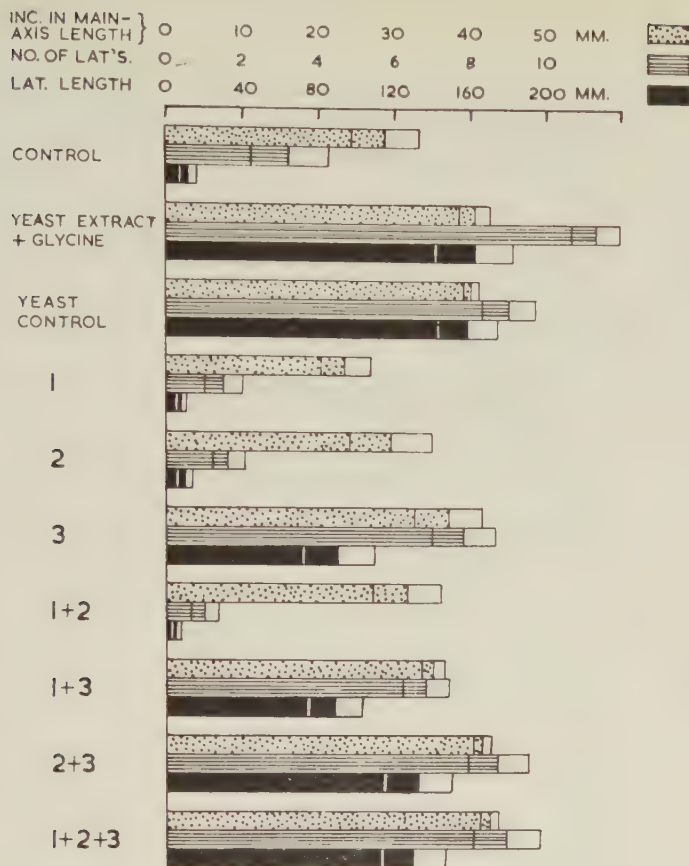 INC. IN MAIN-
AXIS LENGTH } 0 10 20 30 40 50 MM.
NO. OF LAT'S. 0 2 4 6 8 10
LAT. LENGTH 0 40 80 120 160 200 MM.
CONTROL
YEAST EXTRACT
+ GLYCINE
YEAST
CONTROL
1
2
3
1+2
1+3
2+3
1+2+3